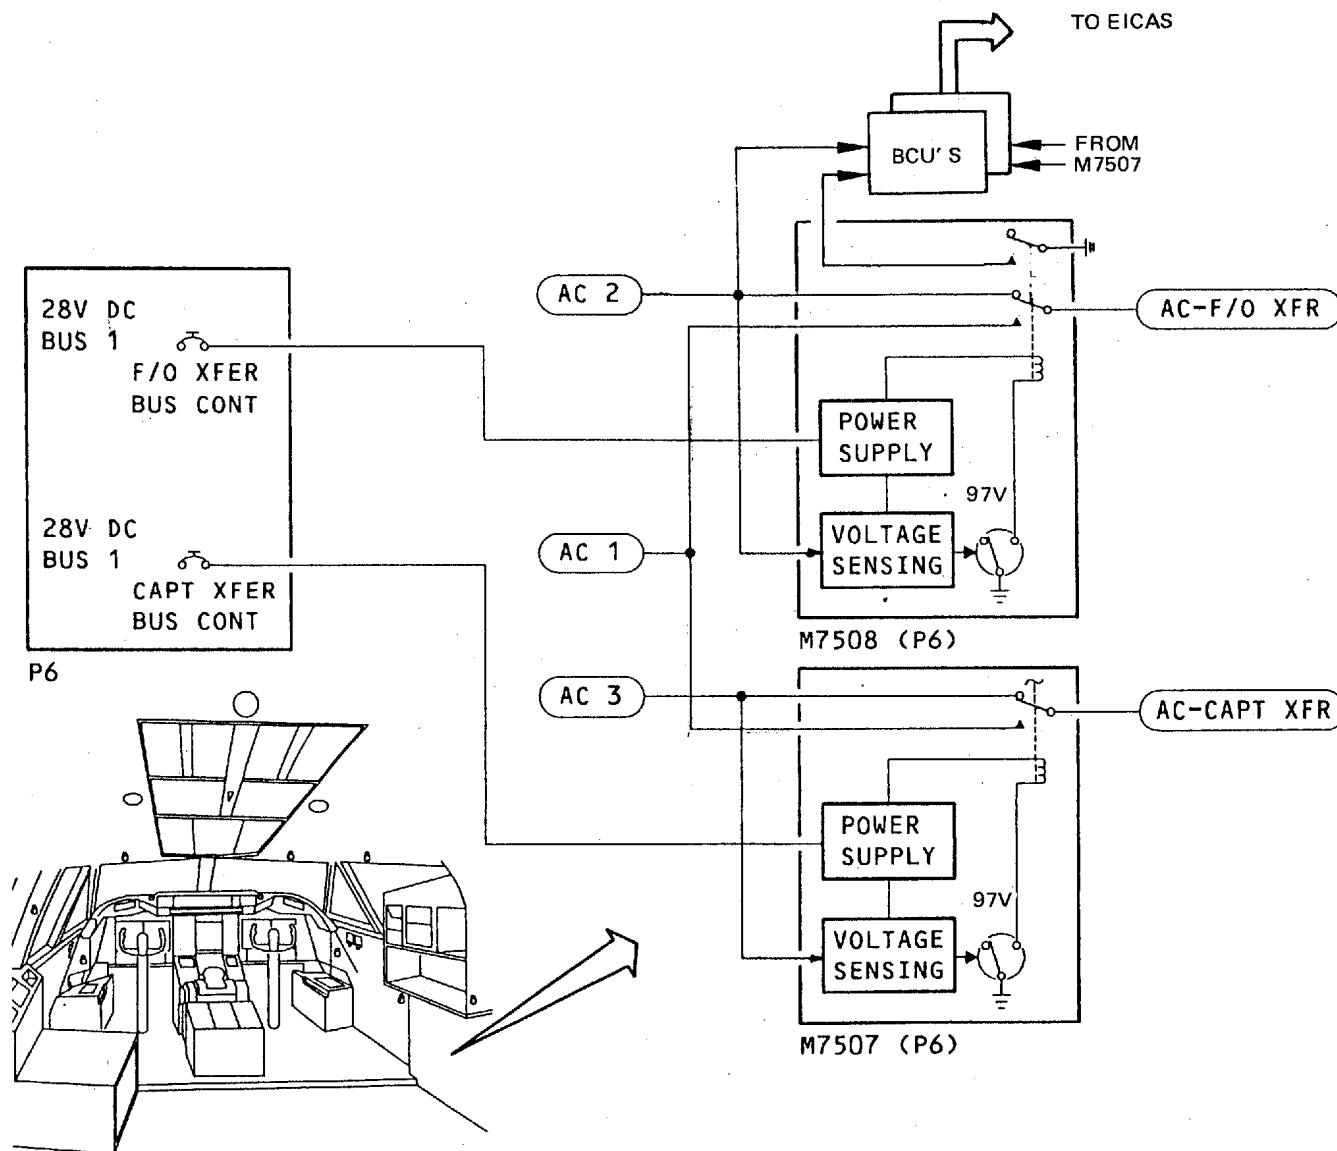 TO EICAS
BCU'S
FROM
M7507
28V DC
BUS 1
F/O XFER
BUS CONT
28V DC
BUS 1
CAPT XFER
BUS CONT
P6
AC 2
AC-F/O XFR
POWER
SUPPLY
97V
AC 1
VOLTAGE
SENSING
M7508 (P6)
AC 3
AC-CAPT XFR
POWER
SUPPLY
97V
VOLTAGE
SENSING
M7507 (P6)